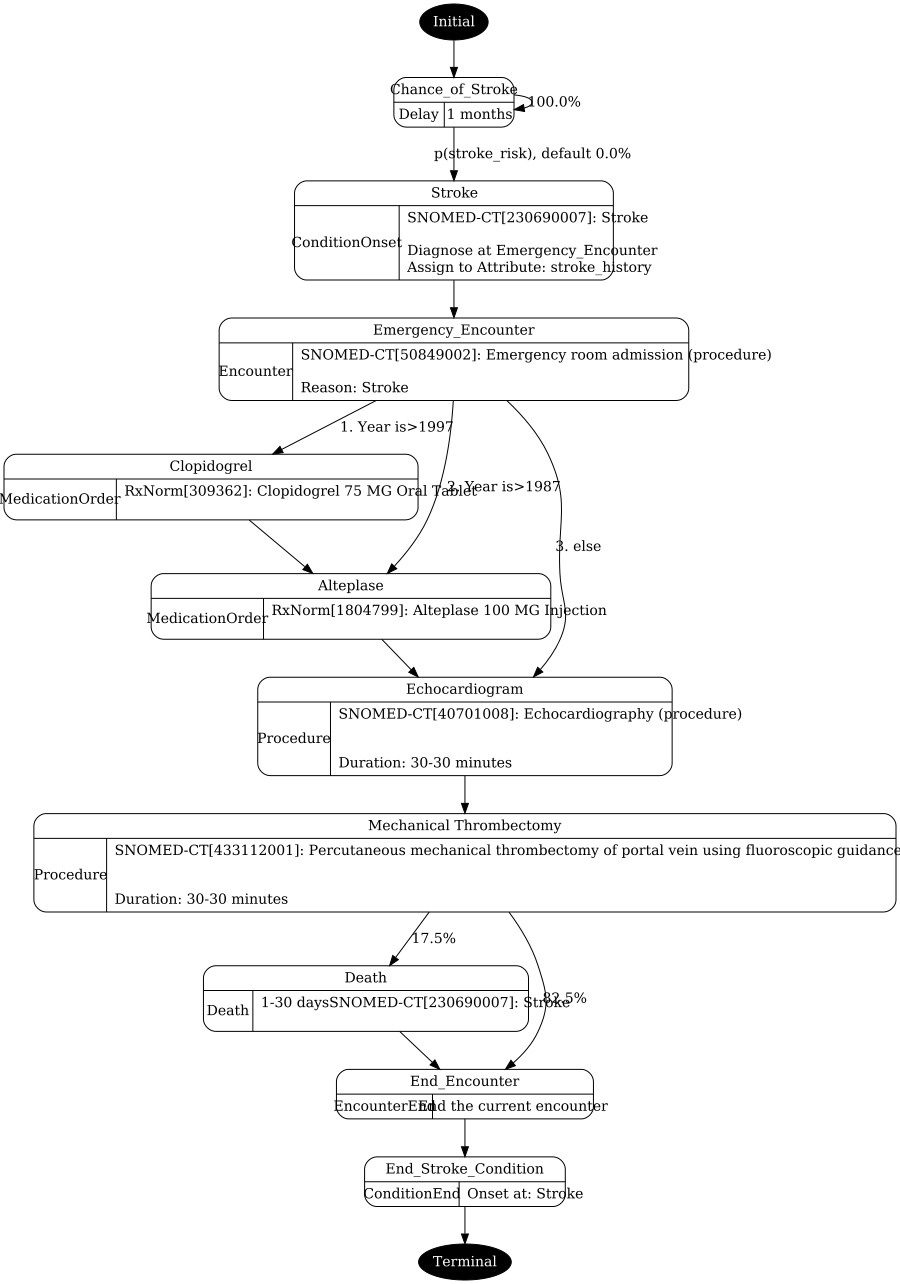 Initial
Chance_of_Stroke
Delay
1 months
100.0%
p(stroke_risk), default 0.0%
Stroke
ConditionOnset
SNOMED-CT[230690007]: Stroke
Diagnose at Emergency_Encounter
Assign to Attribute: stroke_history
Emergency_Encounter
Encounter
SNOMED-CT[50849002]: Emergency room admission (procedure)
Reason: Stroke
1. Year is>1997
Clopidogrel
MedicationOrder
RxNorm[309362]: Clopidogrel 75 MG Oral Tablet
2. Year is>1987
3. else
Alteplase
MedicationOrder
RxNorm[1804799]: Alteplase 100 MG Injection
Echocardiogram
Procedure
SNOMED-CT[40701008]: Echocardiography (procedure)
Duration: 30-30 minutes
Mechanical Thrombectomy
Procedure
SNOMED-CT[433112001]: Percutaneous mechanical thrombectomy of portal vein using fluoroscopic guidance
Duration: 30-30 minutes
17.5%
Death
Death
1-30 daysSNOMED-CT[230690007]: Stroke
82.5%
End_Encounter
EncounterEnd
End the current encounter
End_Stroke_Condition
ConditionEnd
Onset at: Stroke
Terminal